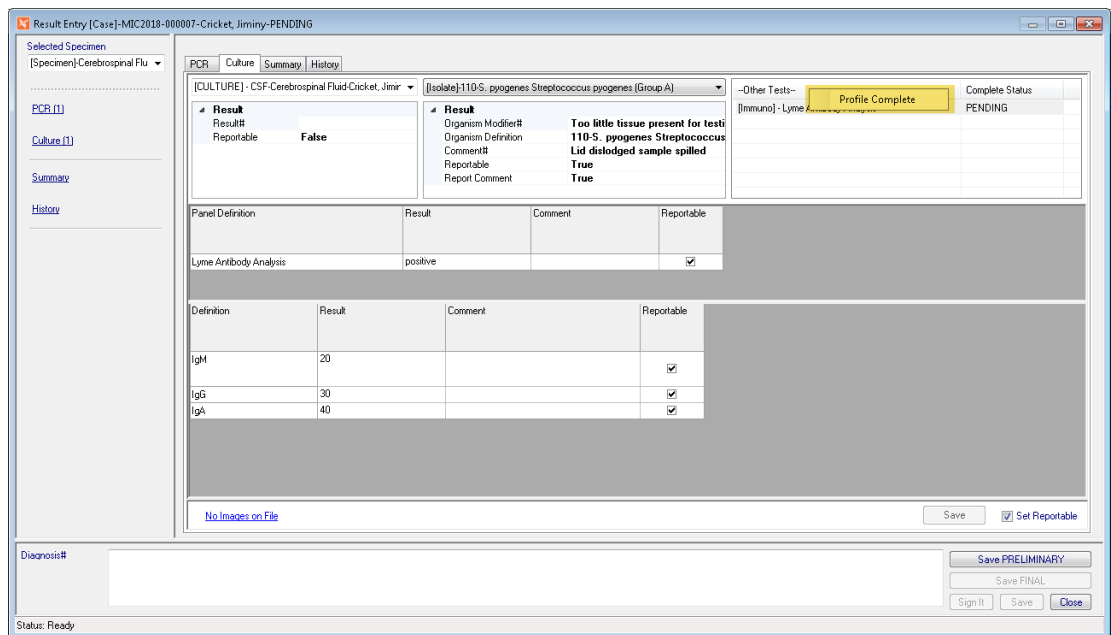 Result Entry [Case]-MIC2018-000007-Cricket, Jiminy-PENDING
Selected Specimen
[Specimen]-Cerebrospinal Flu
PCR (1)
Culture (1)
Summary
History
PCR Culture Summary History
[CULTURE] - CSF-Cerebrospinal Fluid-Cricket, Jimir
Result
Result#
Reportable False
[Isolate]-110-S. pyogenes Streptococcus pyogenes (Group A)
Result
Organism Modifier# Too little tissue present for testi
Organism Definition 110-S. pyogenes Streptococcus
Comment# Lid dislodged sample spilled
Reportable True
Report Comment True
--Other Tests-- Complete Status
[Immuno] - Lyme PENDING
Profile Complete
Panel Definition Result Comment Reportable
Lyme Antibody Analysis positive
Definition Result Comment Reportable
IgM 20
IgG 30
IgA 40
No Images on File
Save Set Reportable
Diagnosis#
Save PRELIMINARY
Save FINAL
Sign It Save Close
Status: Ready